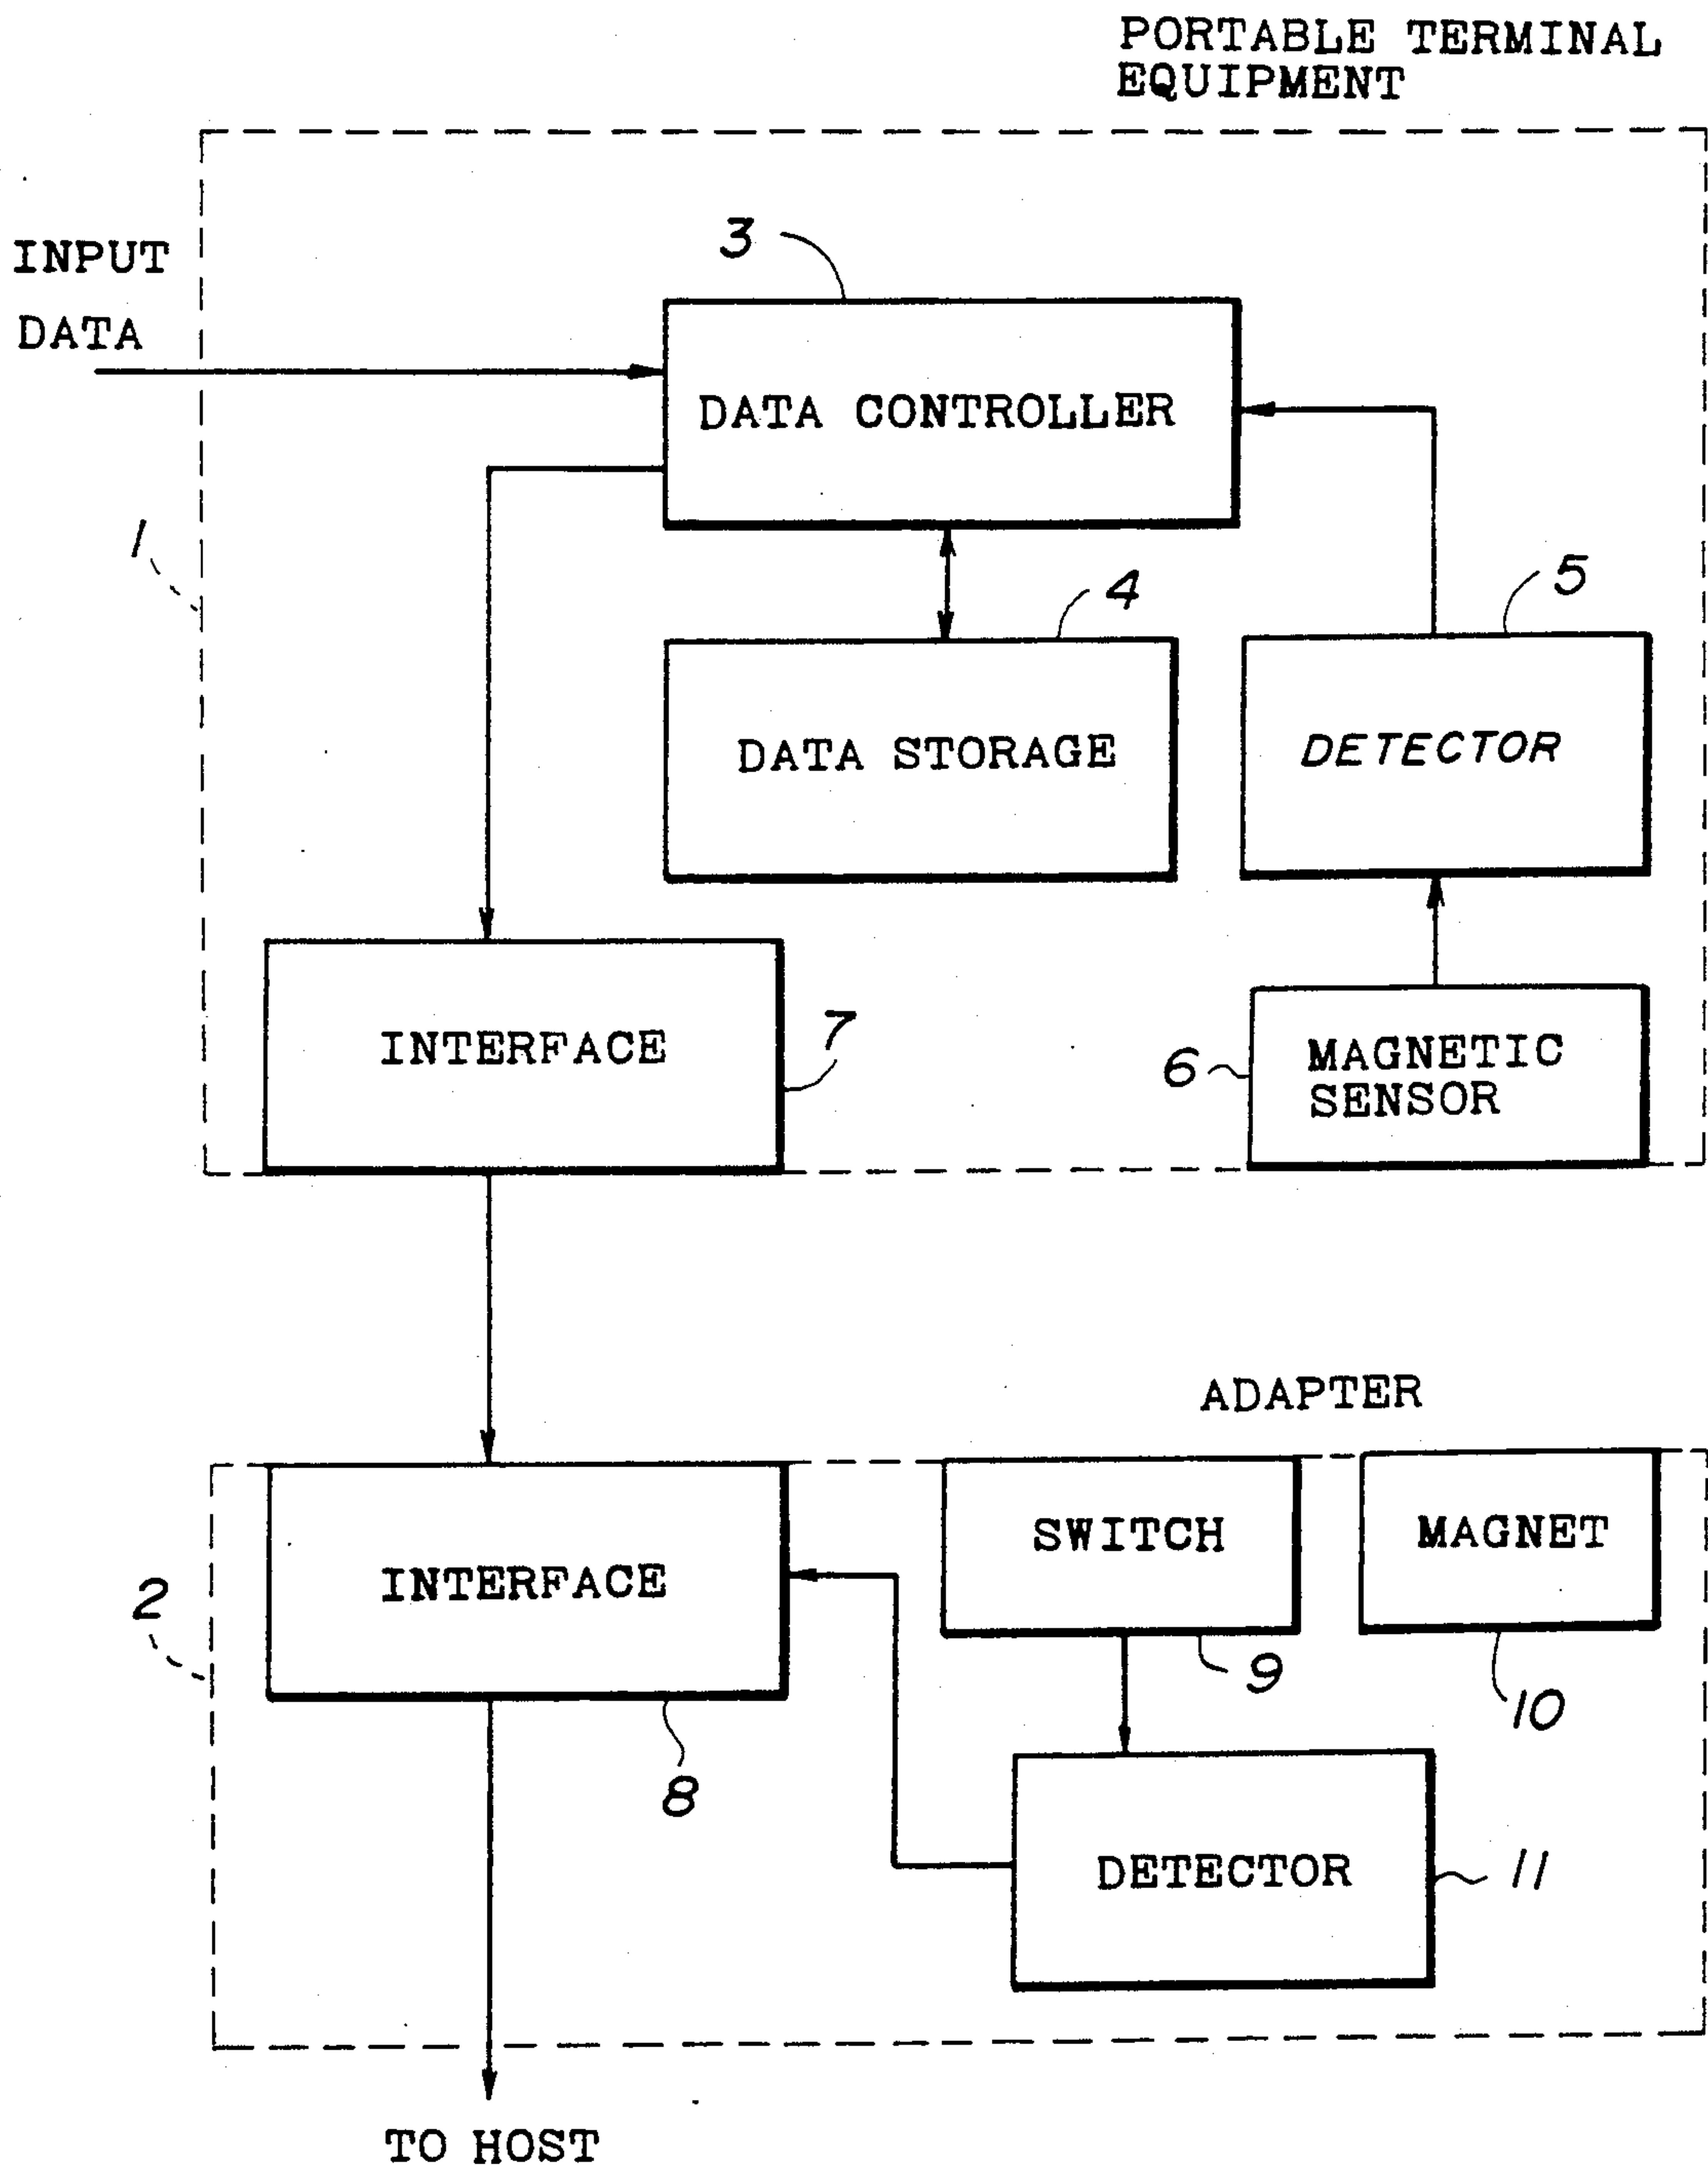 PORTABLE TERMINAL
EQUIPMENT
INPUT
DATA
3
DATA CONTROLLER
1
4
5
DATA STORAGE
DETECTOR
INTERFACE
7
6
MAGNETIC
SENSOR
ADAPTER
SWITCH
MAGNET
INTERFACE
2
9
10
8
DETECTOR
11
TO HOST